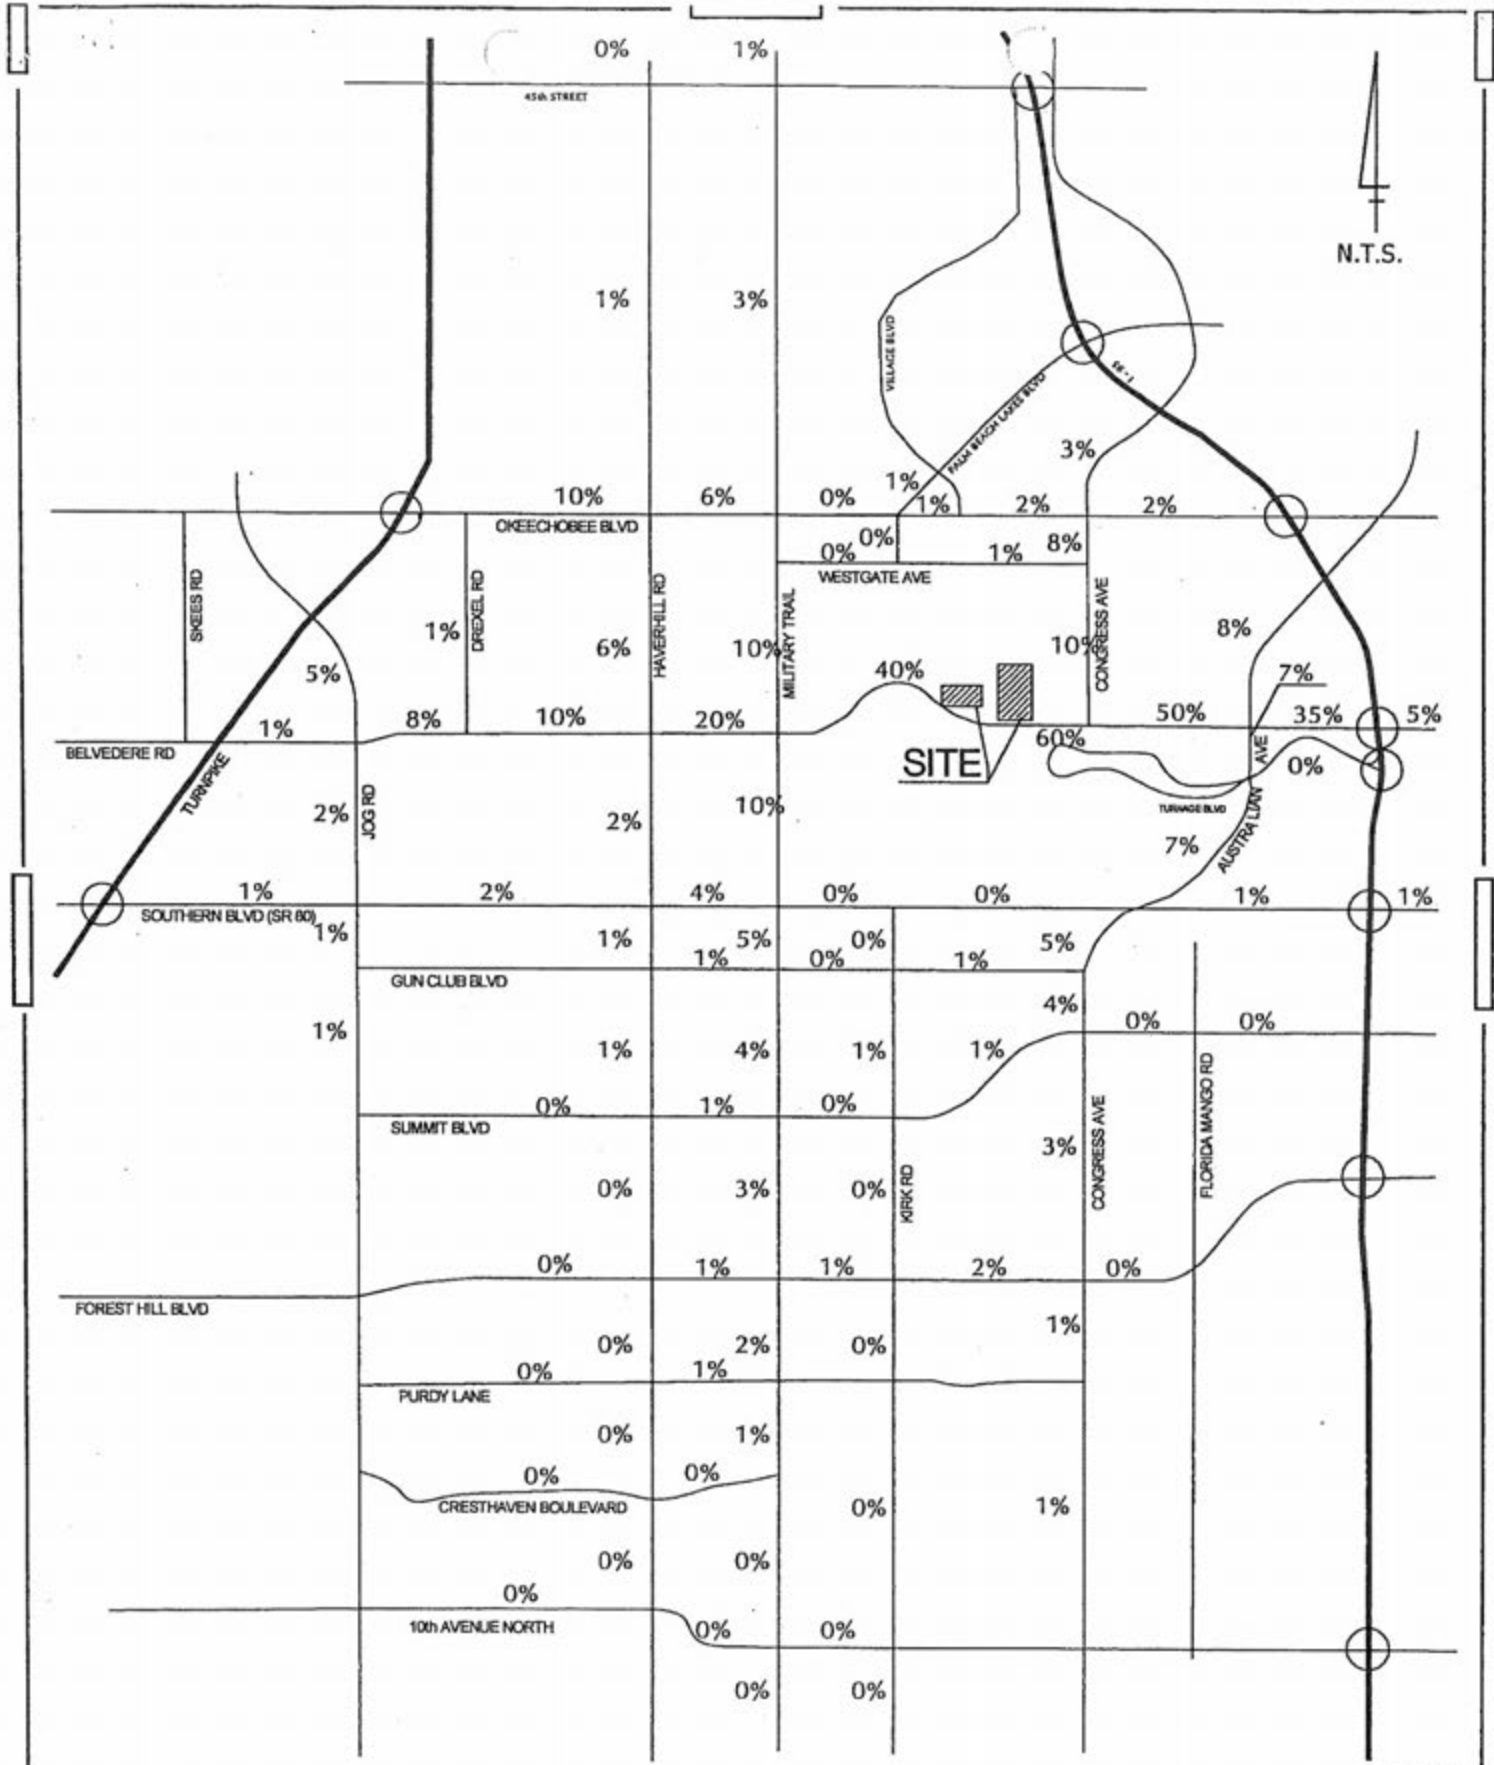 0% 1%
45th STREET
N.T.S.
1% 3%
VILLAGE BLVD
PALM BEACH LAKES BLVD
I - 95
3%
10% 6% 0% 1% 1% 2% 2%
OKEECHOBEE BLVD
0% 0% 1% 8%
WESTGATE AVE
SKEES RD
DREXEL RD
HAVERHILL RD
MILITARY TRAIL
CONGRESS AVE
1% 6% 10% 10% 8%
5% 40% 7%
1% 8% 10% 20% 50% 35% 5%
BELVEDERE RD
60%
SITE
AUSTRALIAN AVE
0%
TURNPIKE
JOG RD
TURNAGE BLVD
2% 2% 10%
7%
1% 2% 4% 0% 0% 1% 1%
SOUTHERN BLVD (SR 80)
1% 1% 5% 0% 5%
1% 0% 1%
GUN CLUB BLVD
4%
0% 0%
1% 1% 4% 1% 1%
0% 1% 0%
SUMMIT BLVD
CONGRESS AVE
FLORIDA MANGO RD
3%
KIRK RD
0% 3% 0%
0% 1% 1% 2% 0%
FOREST HILL BLVD
1%
0% 2% 0%
0% 1%
PURDY LANE
0% 1%
0% 0%
CRESTHAVEN BOULEVARD
0% 1%
0% 0%
0%
10th AVENUE NORTH
0% 0%
0% 0%